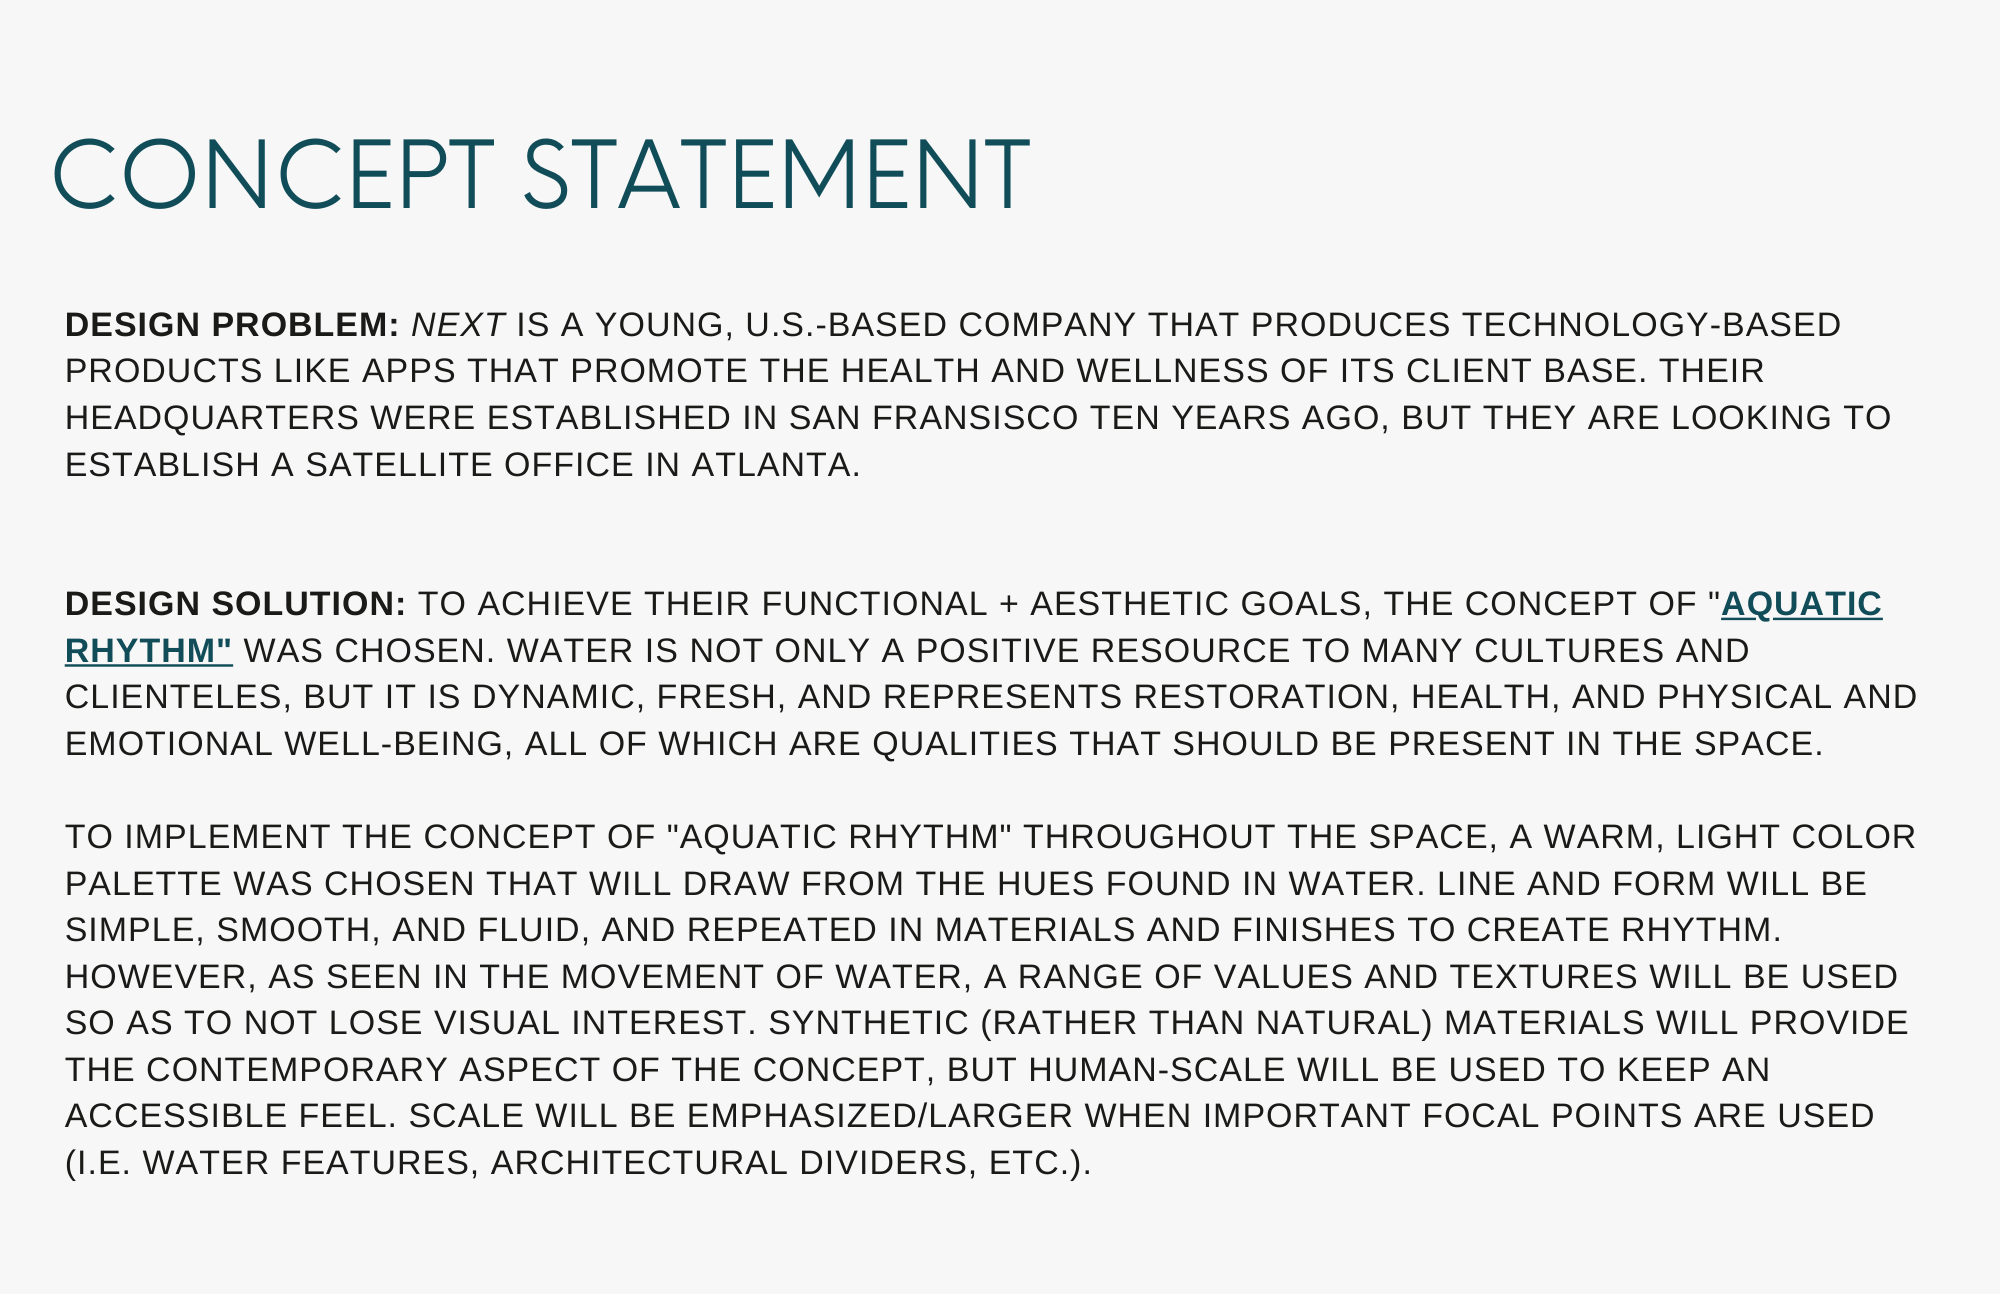 CONCEPT STATEMENT
DESIGN PROBLEM: NEXT IS A YOUNG, U.S.-BASED COMPANY THAT PRODUCES TECHNOLOGY-BASED
PRODUCTS LIKE APPS THAT PROMOTE THE HEALTH AND WELLNESS OF ITS CLIENT BASE. THEIR
HEADQUARTERS WERE ESTABLISHED IN SAN FRANSISCO TEN YEARS AGO, BUT THEY ARE LOOKING TO
ESTABLISH A SATELLITE OFFICE IN ATLANTA.
DESIGN SOLUTION: TO ACHIEVE THEIR FUNCTIONAL + AESTHETIC GOALS, THE CONCEPT OF "AQUATIC
RHYTHM" WAS CHOSEN. WATER IS NOT ONLY A POSITIVE RESOURCE TO MANY CULTURES AND
CLIENTELES, BUT IT IS DYNAMIC, FRESH, AND REPRESENTS RESTORATION, HEALTH, AND PHYSICAL AND
EMOTIONAL WELL-BEING, ALL OF WHICH ARE QUALITIES THAT SHOULD BE PRESENT IN THE SPACE.
TO IMPLEMENT THE CONCEPT OF "AQUATIC RHYTHM" THROUGHOUT THE SPACE, A WARM, LIGHT COLOR
PALETTE WAS CHOSEN THAT WILL DRAW FROM THE HUES FOUND IN WATER. LINE AND FORM WILL BE
SIMPLE, SMOOTH, AND FLUID, AND REPEATED IN MATERIALS AND FINISHES TO CREATE RHYTHM.
HOWEVER, AS SEEN IN THE MOVEMENT OF WATER, A RANGE OF VALUES AND TEXTURES WILL BE USED
SO AS TO NOT LOSE VISUAL INTEREST. SYNTHETIC (RATHER THAN NATURAL) MATERIALS WILL PROVIDE
THE CONTEMPORARY ASPECT OF THE CONCEPT, BUT HUMAN-SCALE WILL BE USED TO KEEP AN
ACCESSIBLE FEEL. SCALE WILL BE EMPHASIZED/LARGER WHEN IMPORTANT FOCAL POINTS ARE USED
(I.E. WATER FEATURES, ARCHITECTURAL DIVIDERS, ETC.).